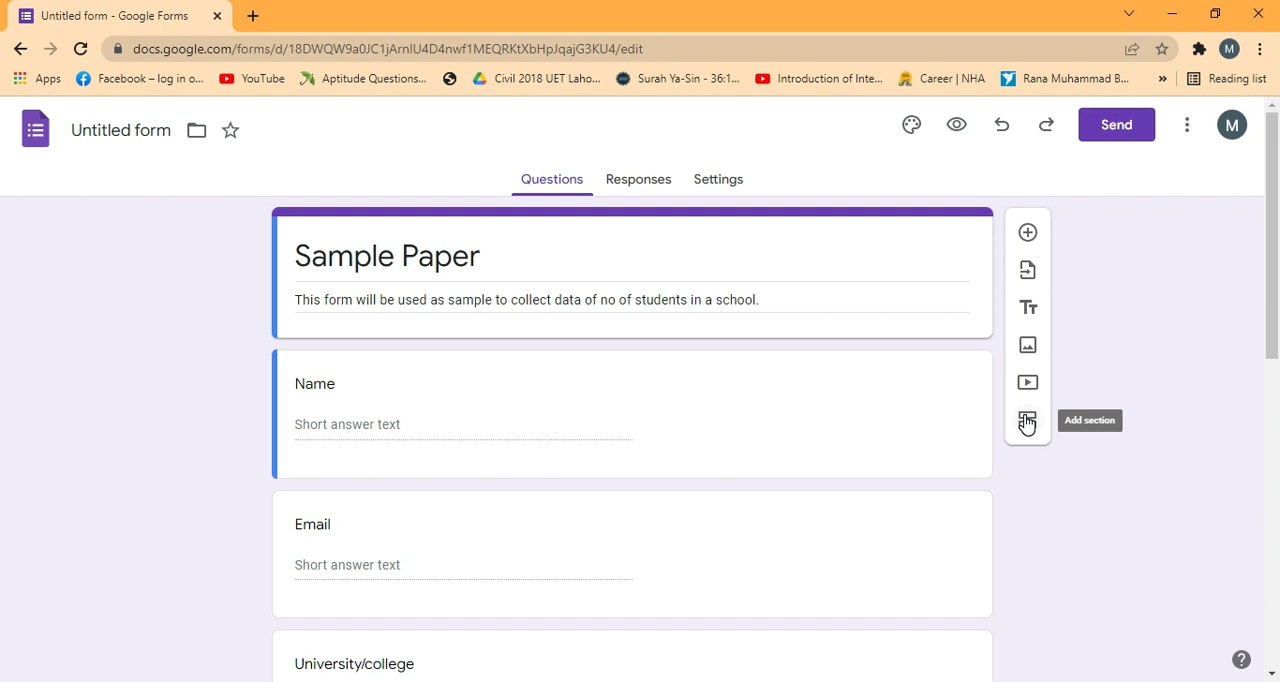 Untitled form - Google Forms
docs.google.com/forms/d/18DWQW9a0JC1jArnIU4D4nwf1MEQRKtXbHpJqajG3KU4/edit
Apps Facebook – log in o... YouTube Aptitude Questions... Civil 2018 UET Laho... Surah Ya-Sin - 36:1... Introduction of Inte... Career | NHA Rana Muhammad B... » Reading list
M
Untitled form
Send
M
Questions Responses Settings
Sample Paper
This form will be used as sample to collect data of no of students in a school.
Tт
Name
Short answer text
Add section
Email
Short answer text
University/college